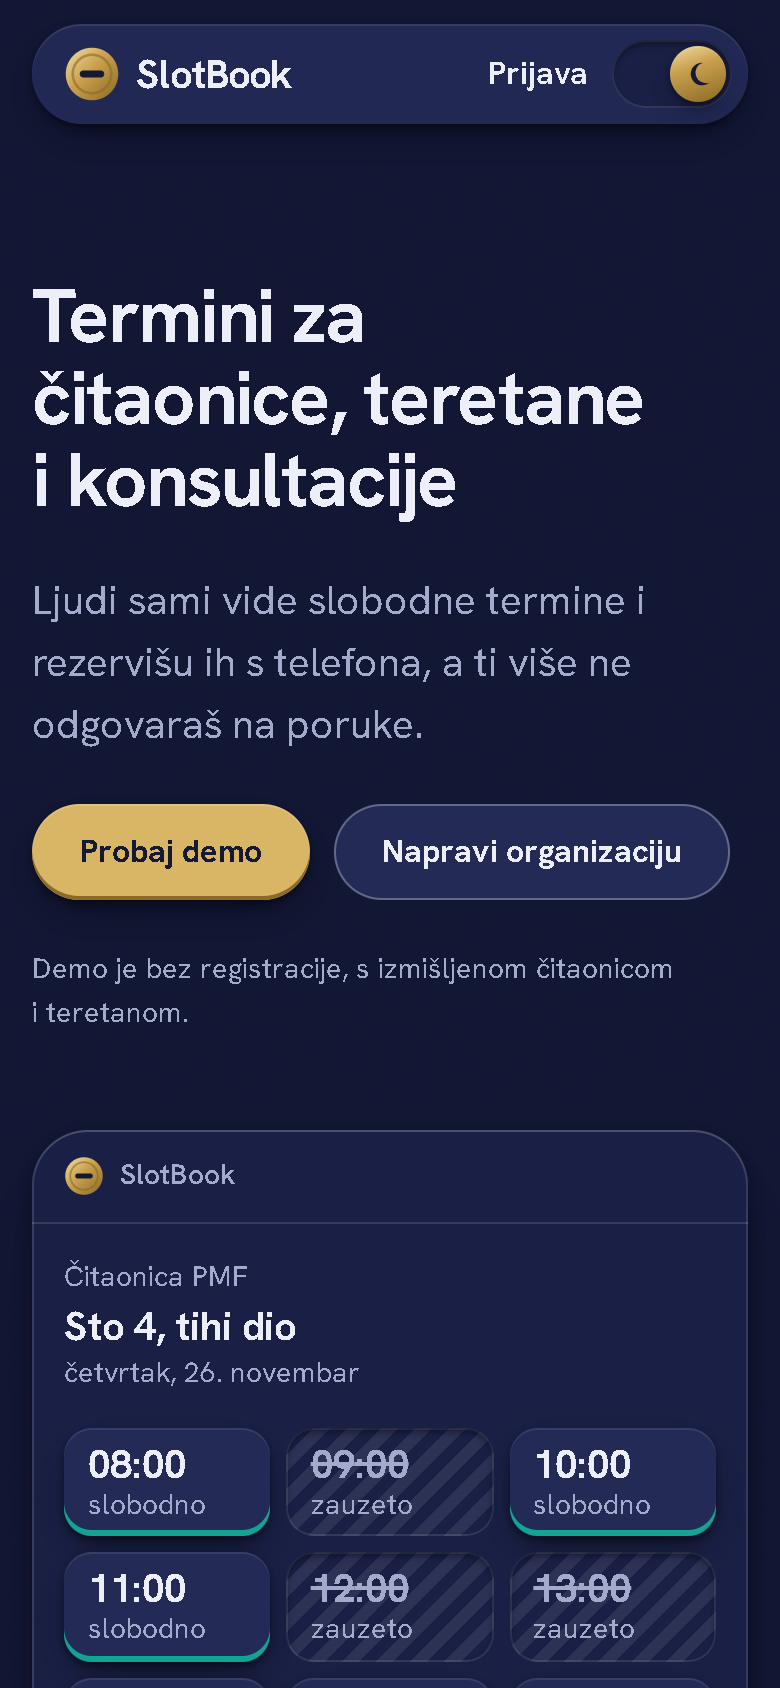 SlotBook
Prijava
Termini za
čitaonice, teretane
i konsultacije
Ljudi sami vide slobodne termine i
rezervišu ih s telefona, a ti više ne
odgovaraš na poruke.
Probaj demo
Napravi organizaciju
Demo je bez registracije, s izmišljenom čitaonicom
i teretanom.
SlotBook
Čitaonica PMF
Sto 4, tihi dio
četvrtak, 26. novembar
08:00
slobodno
09:00
zauzeto
10:00
slobodno
11:00
slobodno
12:00
zauzeto
13:00
zauzeto